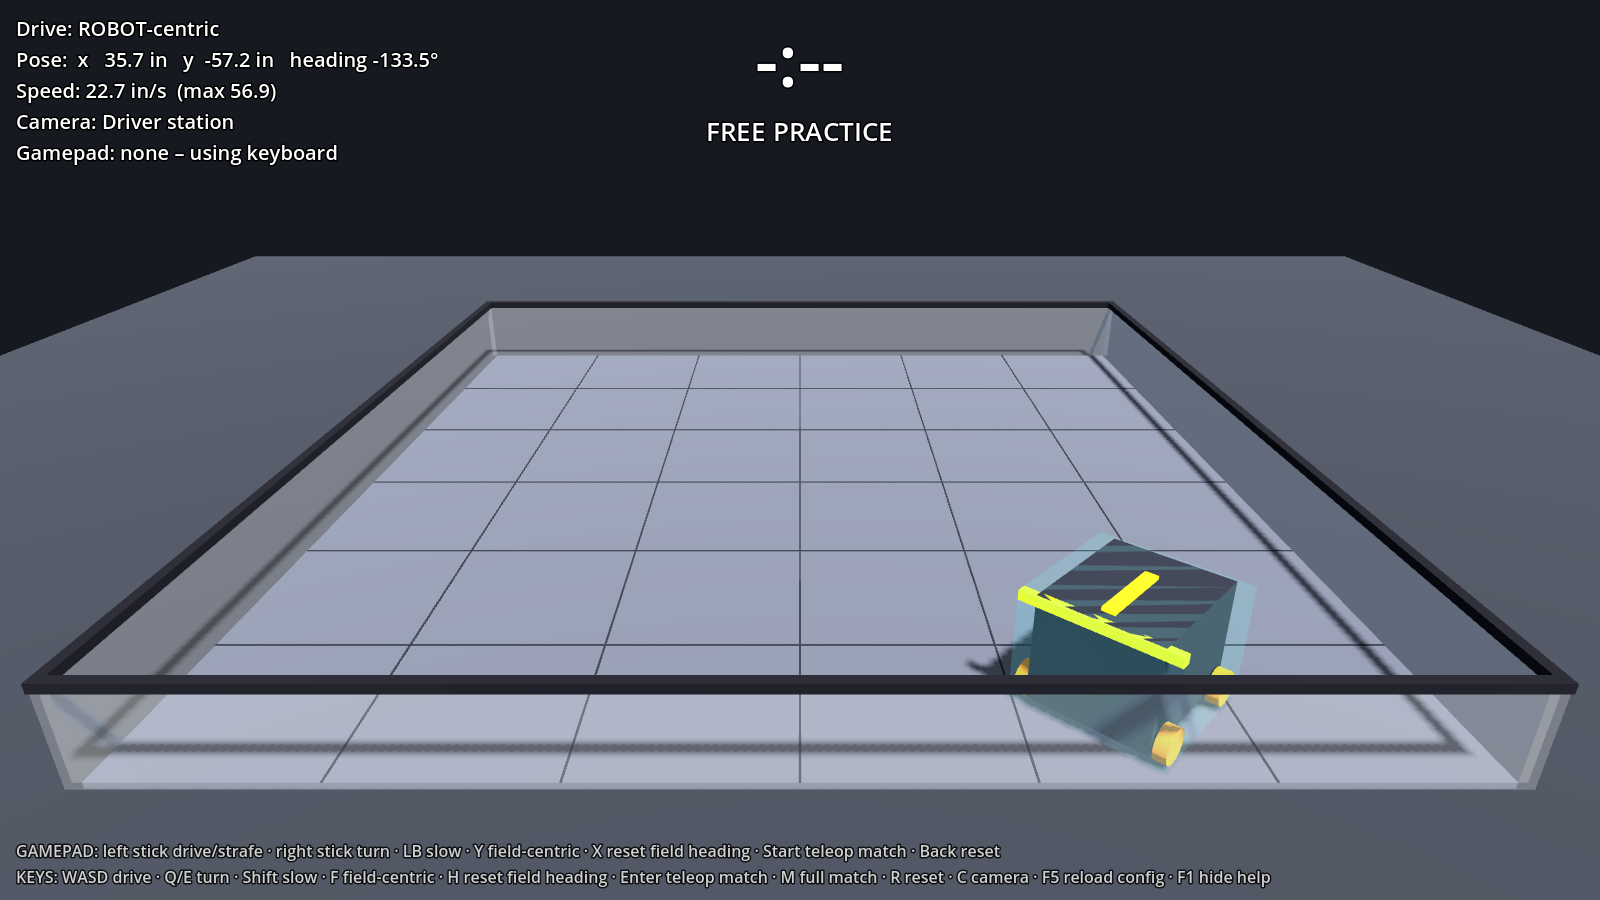 Drive: ROBOT-centric
Pose:  x   35.7 in   y  -57.2 in   heading -133.5°
Speed: 22.7 in/s  (max 56.9)
Camera: Driver station
Gamepad: none – using keyboard
-:--
FREE PRACTICE
GAMEPAD: left stick drive/strafe · right stick turn · LB slow · Y field-centric · X reset field heading · Start teleop match · Back reset
KEYS: WASD drive · Q/E turn · Shift slow · F field-centric · H reset field heading · Enter teleop match · M full match · R reset · C camera · F5 reload config · F1 hide help